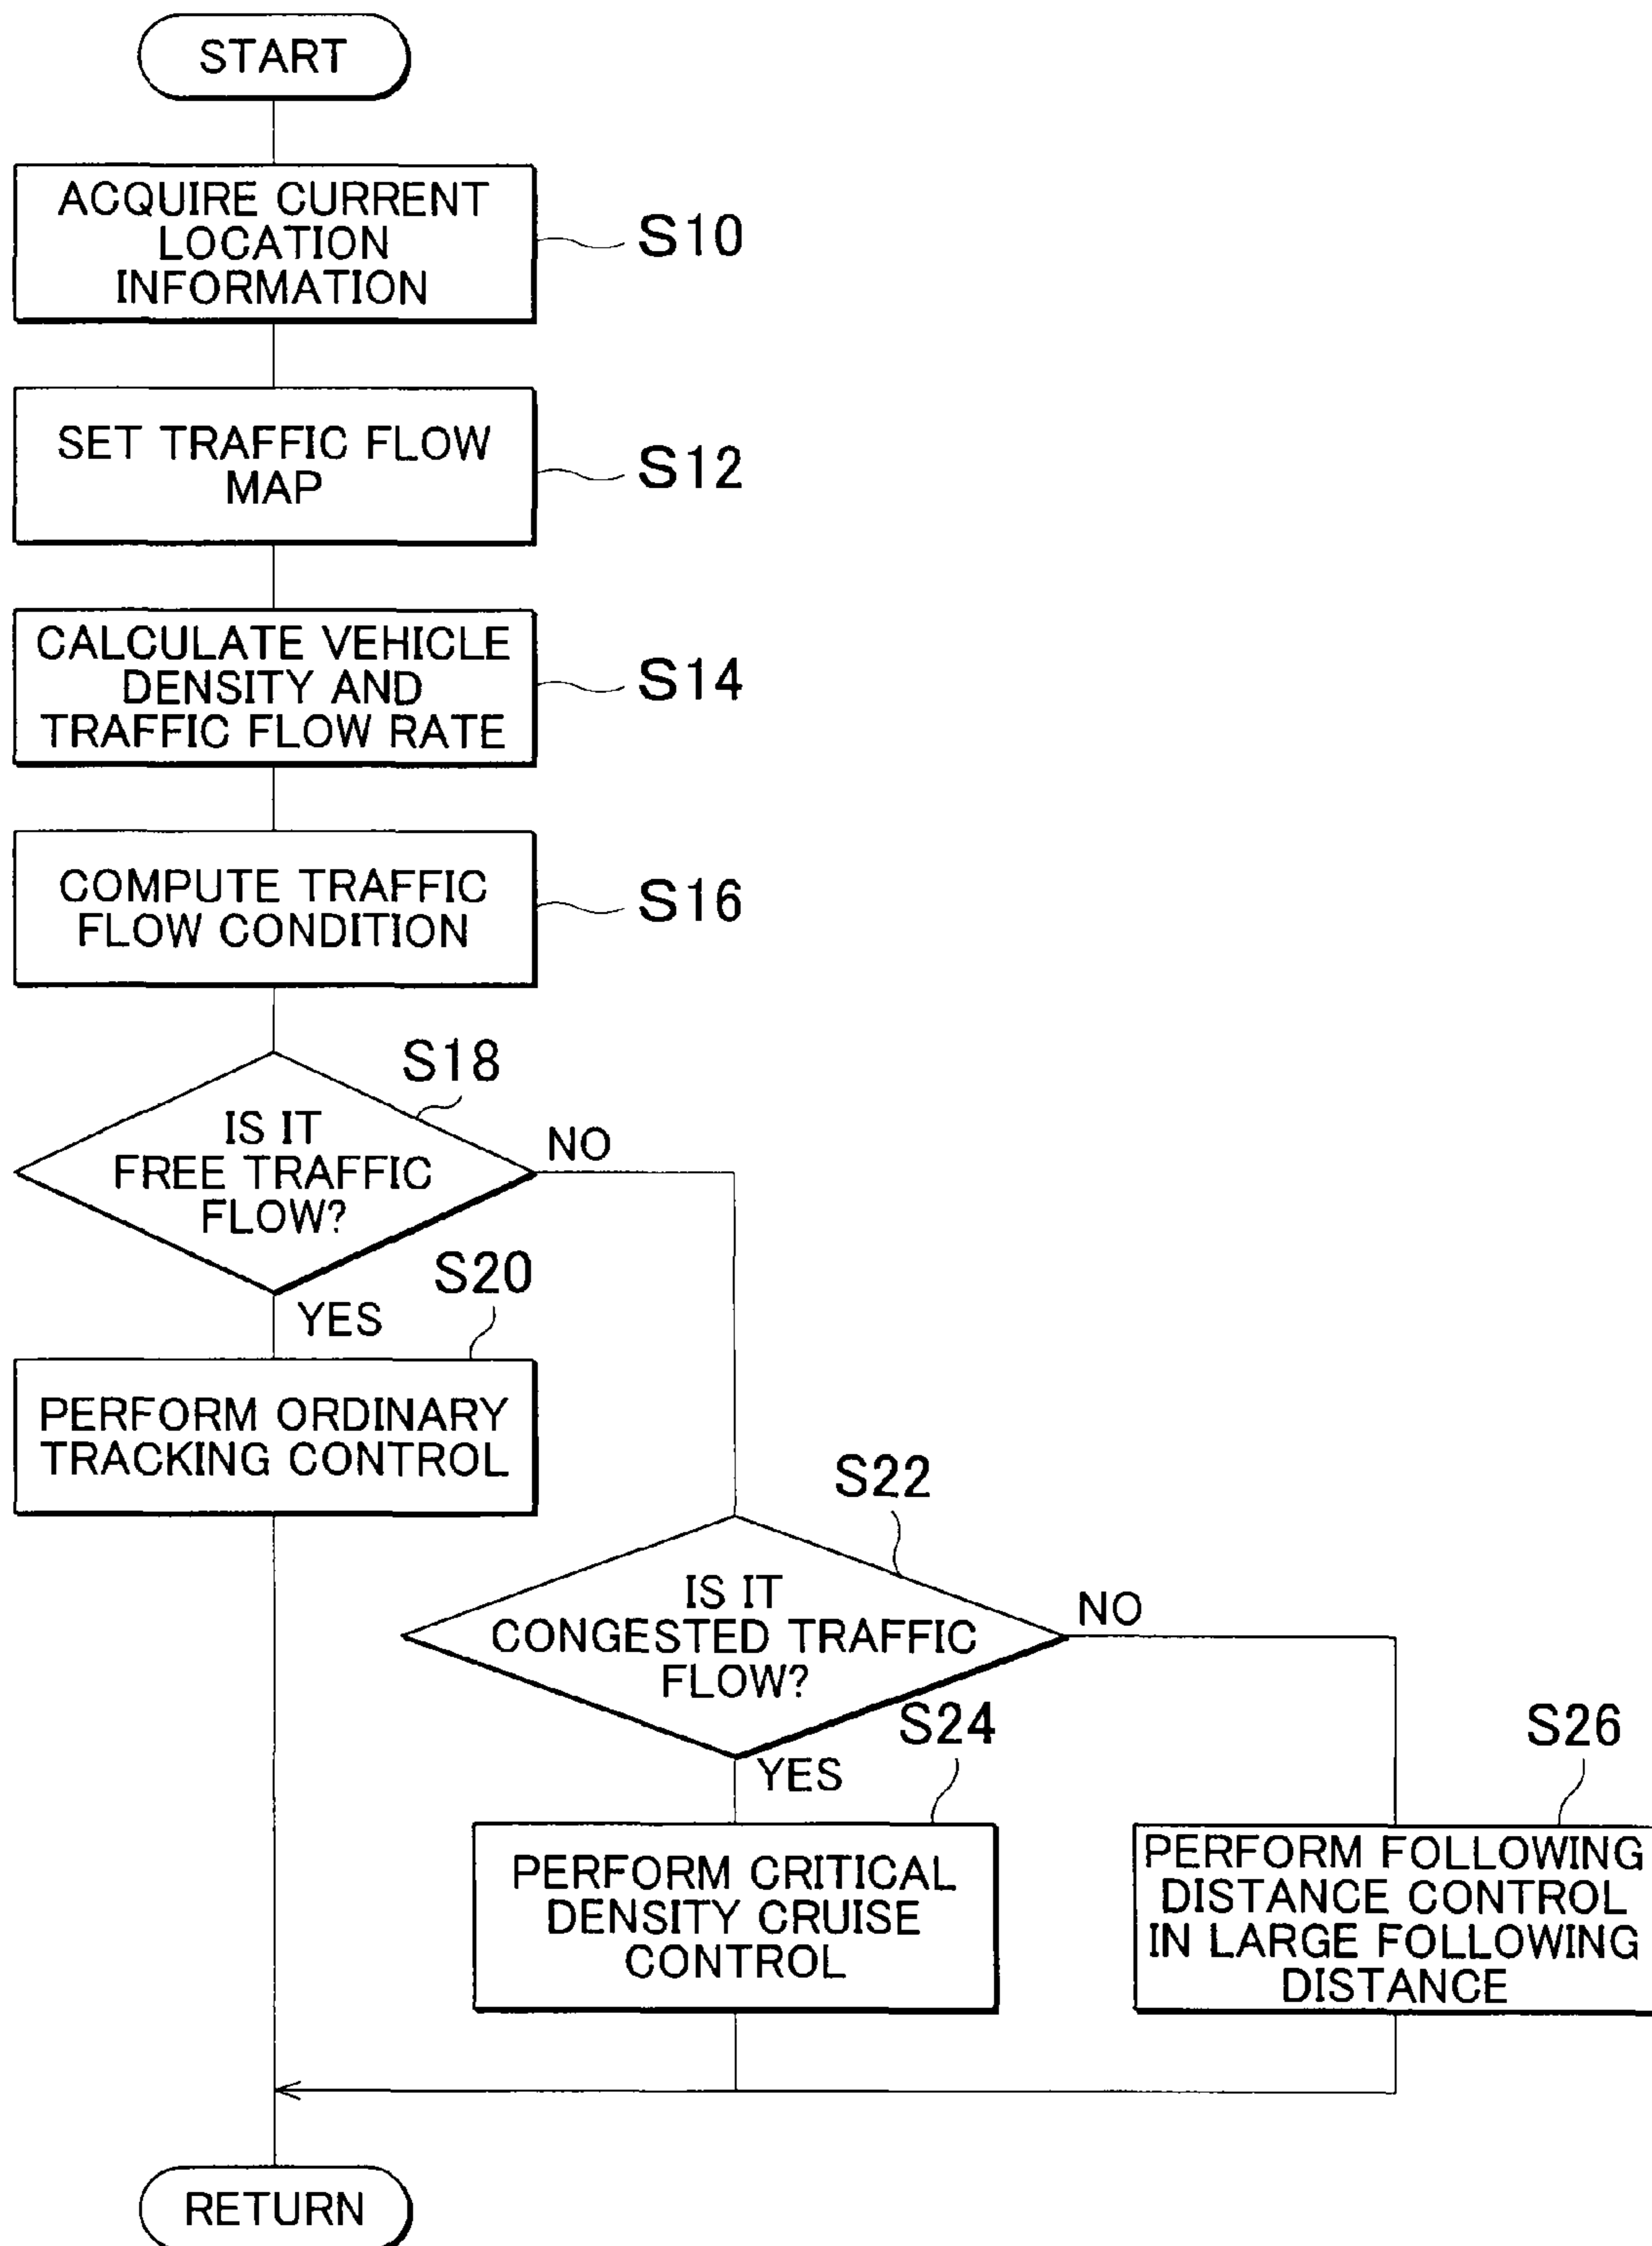 START
ACQUIRE CURRENT
LOCATION
INFORMATION
S10
SET TRAFFIC FLOW
MAP
S12
CALCULATE VEHICLE
DENSITY AND
TRAFFIC FLOW RATE
S14
COMPUTE TRAFFIC
FLOW CONDITION
S16
S18
IS IT
FREE TRAFFIC
FLOW?
NO
YES
S20
PERFORM ORDINARY
TRACKING CONTROL
S22
IS IT
CONGESTED TRAFFIC
FLOW?
NO
YES
S24
PERFORM CRITICAL
DENSITY CRUISE
CONTROL
S26
PERFORM FOLLOWING
DISTANCE CONTROL
IN LARGE FOLLOWING
DISTANCE
RETURN